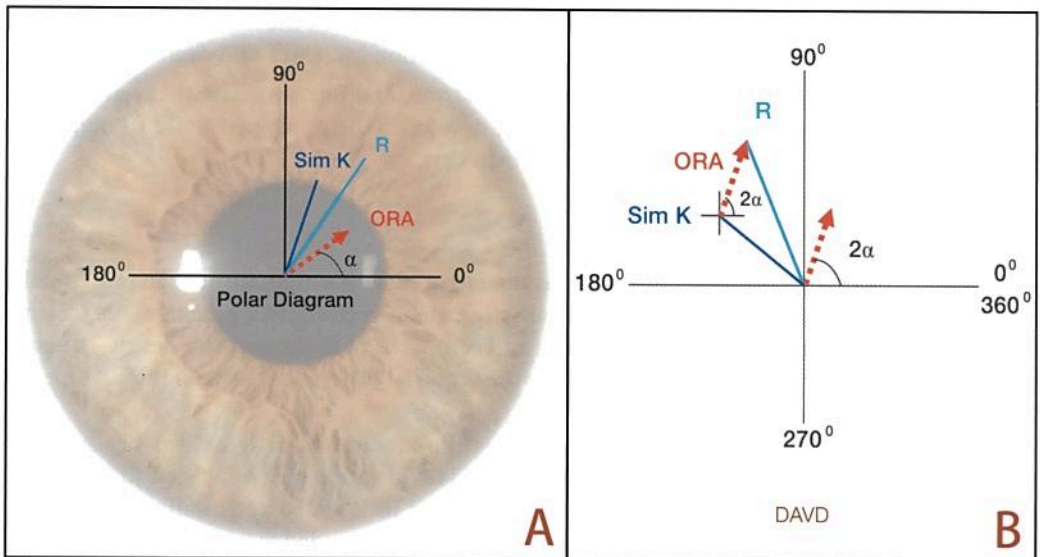 90⁰
Sim K
R
ORA
α
180⁰
0⁰
Polar Diagram
A
90⁰
R
ORA
2α
Sim K
2α
180⁰
0⁰
360⁰
270⁰
DAVD
B